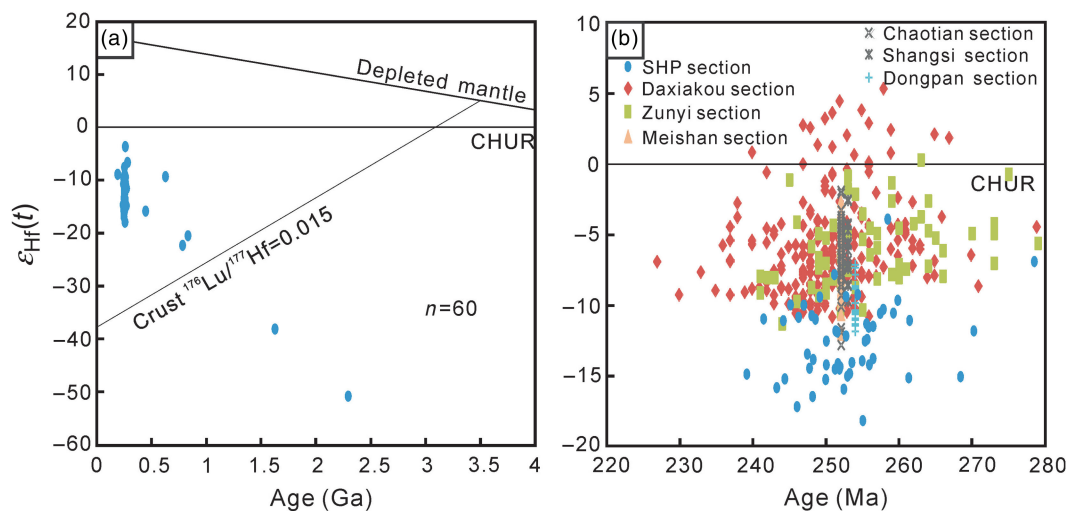 (a)
20
10
0
−10
−20
−30
−40
−50
−60
εHf(t)
Depleted mantle
CHUR
Crust ¹⁷⁶Lu/¹⁷⁷Hf=0.015
n=60
0 0.5 1 1.5 2 2.5 3 3.5 4
Age (Ga)
(b)
10
5
0
−5
−10
−15
−20
SHP section
Daxiakou section
Zunyi section
Meishan section
Chaotian section
Shangsi section
Dongpan section
CHUR
220 230 240 250 260 270 280
Age (Ma)